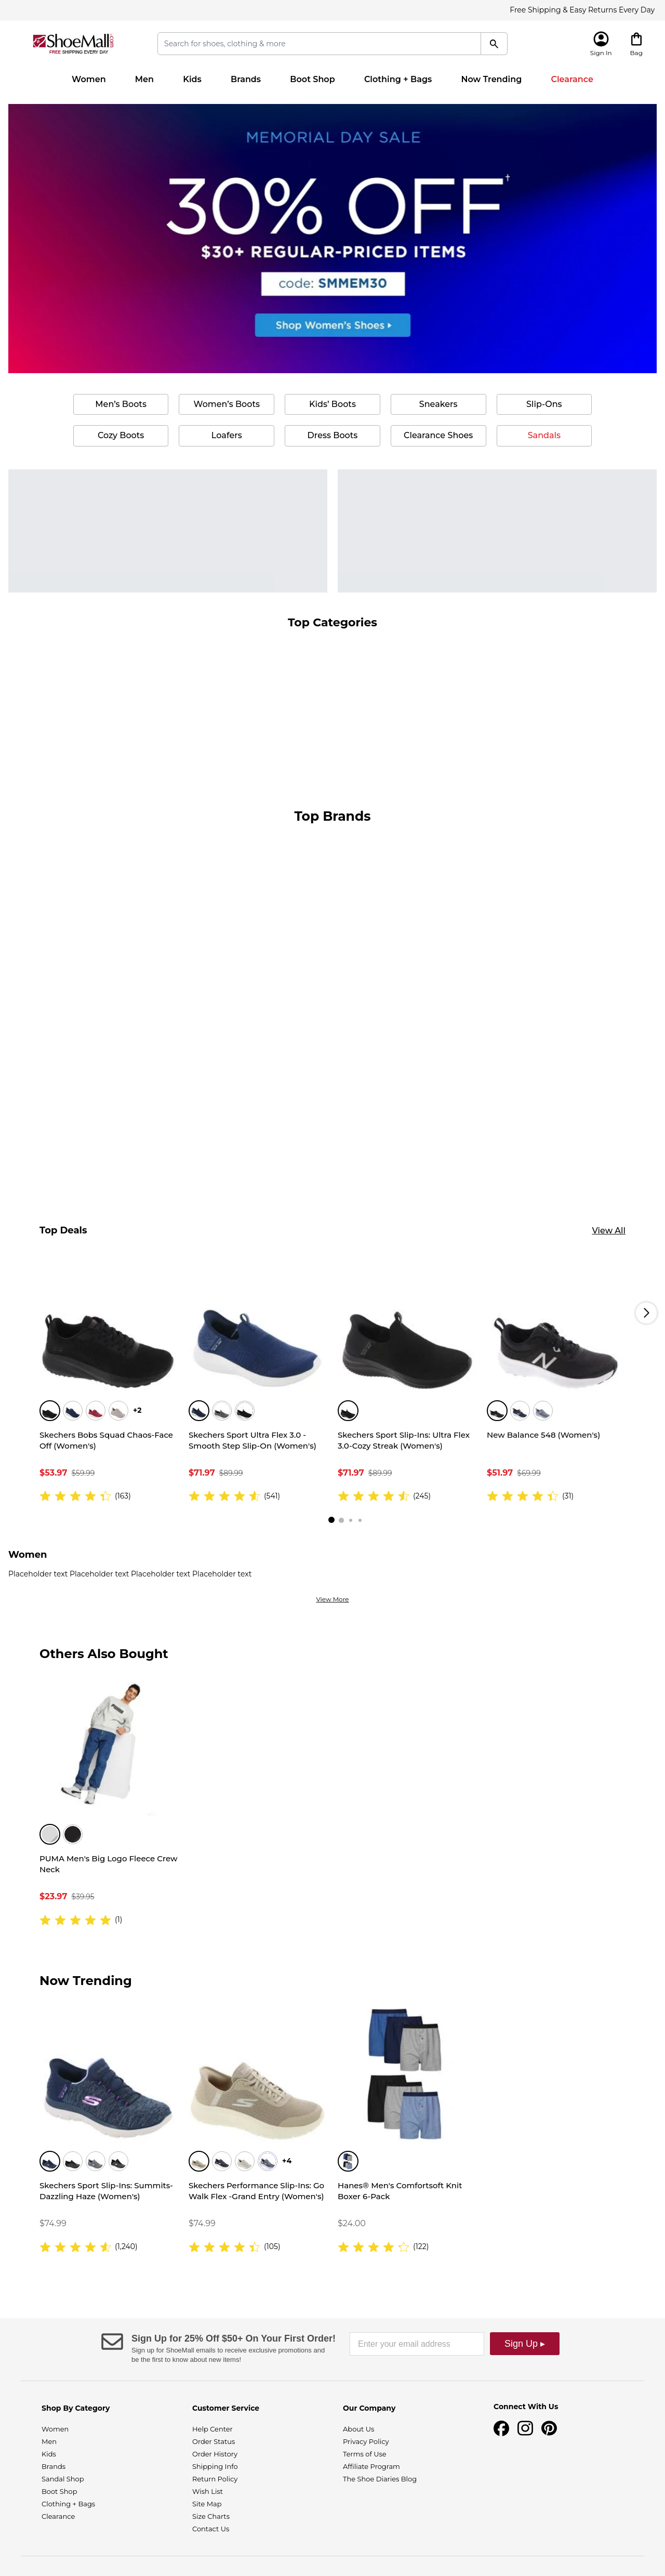 Free Shipping & Easy Returns Every Day
ShoeMall
FREE SHIPPING EVERY DAY
Search for shoes, clothing & more
Sign In
Bag
Women
Men
Kids
Brands
Boot Shop
Clothing + Bags
Now Trending
Clearance
MEMORIAL DAY SALE
30% OFF†
$30+ REGULAR-PRICED ITEMS
code: SMMEM30
Shop Women's Shoes ▸
Men's Boots
Women's Boots
Kids' Boots
Sneakers
Slip-Ons
Cozy Boots
Loafers
Dress Boots
Clearance Shoes
Sandals
Top Categories
Top Brands
Top Deals
View All
+2
Skechers Bobs Squad Chaos-Face
Off (Women's)
$53.97 $59.99
(163)
Skechers Sport Ultra Flex 3.0 -
Smooth Step Slip-On (Women's)
$71.97 $89.99
(541)
Skechers Sport Slip-Ins: Ultra Flex
3.0-Cozy Streak (Women's)
$71.97 $89.99
(245)
New Balance 548 (Women's)
$51.97 $69.99
(31)
Women
Placeholder text Placeholder text Placeholder text Placeholder text
View More
Others Also Bought
PUMA Men's Big Logo Fleece Crew
Neck
$23.97 $39.95
(1)
Now Trending
Skechers Sport Slip-Ins: Summits-
Dazzling Haze (Women's)
$74.99
(1,240)
+4
Skechers Performance Slip-Ins: Go
Walk Flex -Grand Entry (Women's)
$74.99
(105)
Hanes® Men's Comfortsoft Knit
Boxer 6-Pack
$24.00
(122)
Sign Up for 25% Off $50+ On Your First Order!
Sign up for ShoeMall emails to receive exclusive promotions and
be the first to know about new items!
Enter your email address
Sign Up ▸
Shop By Category
Women
Men
Kids
Brands
Sandal Shop
Boot Shop
Clothing + Bags
Clearance
Customer Service
Help Center
Order Status
Order History
Shipping Info
Return Policy
Wish List
Site Map
Size Charts
Contact Us
Our Company
About Us
Privacy Policy
Terms of Use
Affiliate Program
The Shoe Diaries Blog
Connect With Us